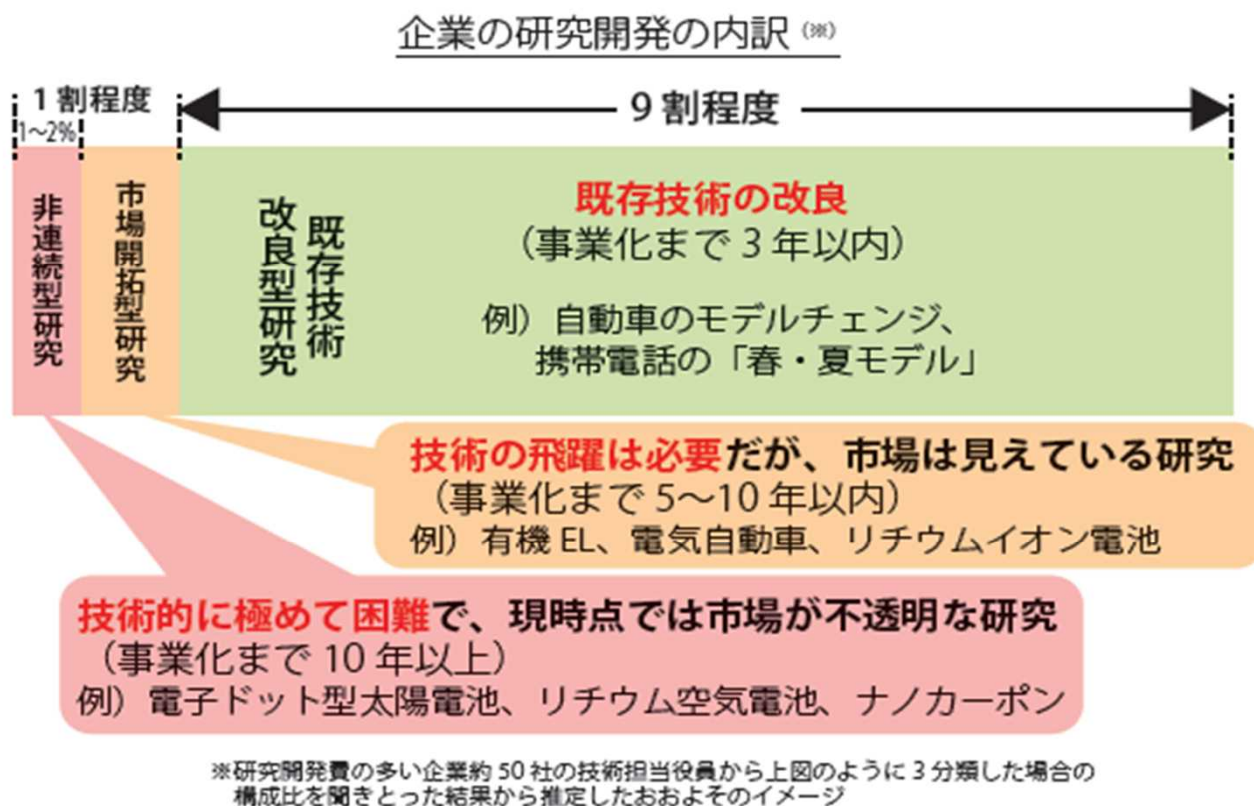 企業の研究開発の内訳(※)
1割程度
9割程度
1～2%
非連続型研究
市場開拓型研究
既存技術
改良型研究
既存技術の改良
（事業化まで3年以内）
例）自動車のモデルチェンジ、
携帯電話の「春・夏モデル」
技術の飛躍は必要だが、市場は見えている研究
（事業化まで5～10年以内）
例）有機EL、電気自動車、リチウムイオン電池
技術的に極めて困難で、現時点では市場が不透明な研究
（事業化まで10年以上）
例）電子ドット型太陽電池、リチウム空気電池、ナノカーボン
※研究開発費の多い企業約50社の技術担当役員から上図のように3分類した場合の
構成比を聞きとった結果から推定したおおよそのイメージ